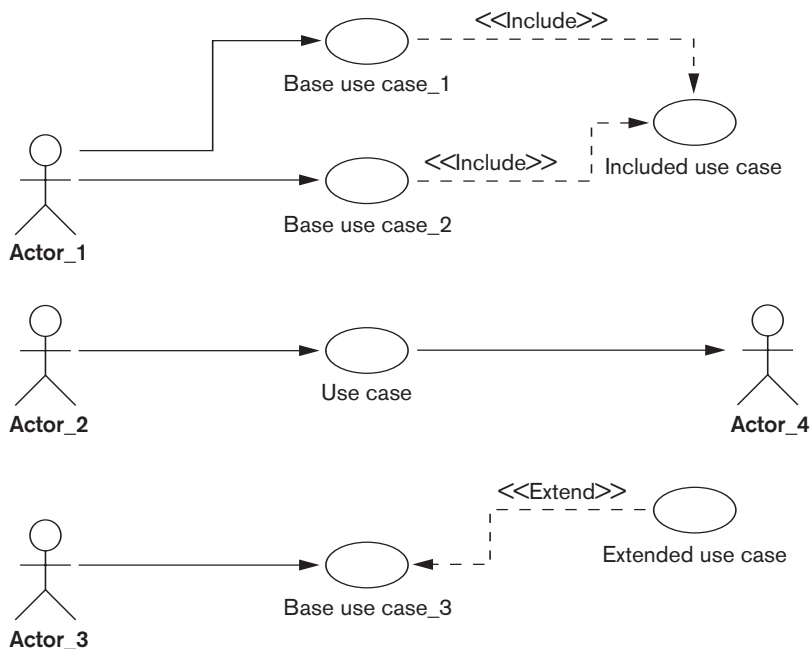 <<Include>>
Base use case_1
<<Include>>
Included use case
Base use case_2
Actor_1
Use case
Actor_2
Actor_4
<<Extend>>
Extended use case
Base use case_3
Actor_3